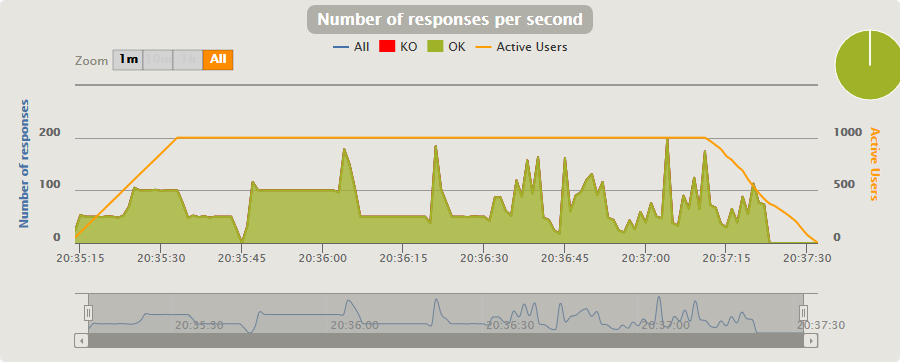 Number of responses per second
All KO OK Active Users
Zoom 1m 10m 1h All
Number of responses
Active Users
200 1000
100 500
0 0
20:35:15 20:35:30 20:35:45 20:36:00 20:36:15 20:36:30 20:36:45 20:37:00 20:37:15 20:37:30
20:35:30 20:36:00 20:36:30 20:37:00 20:37:30